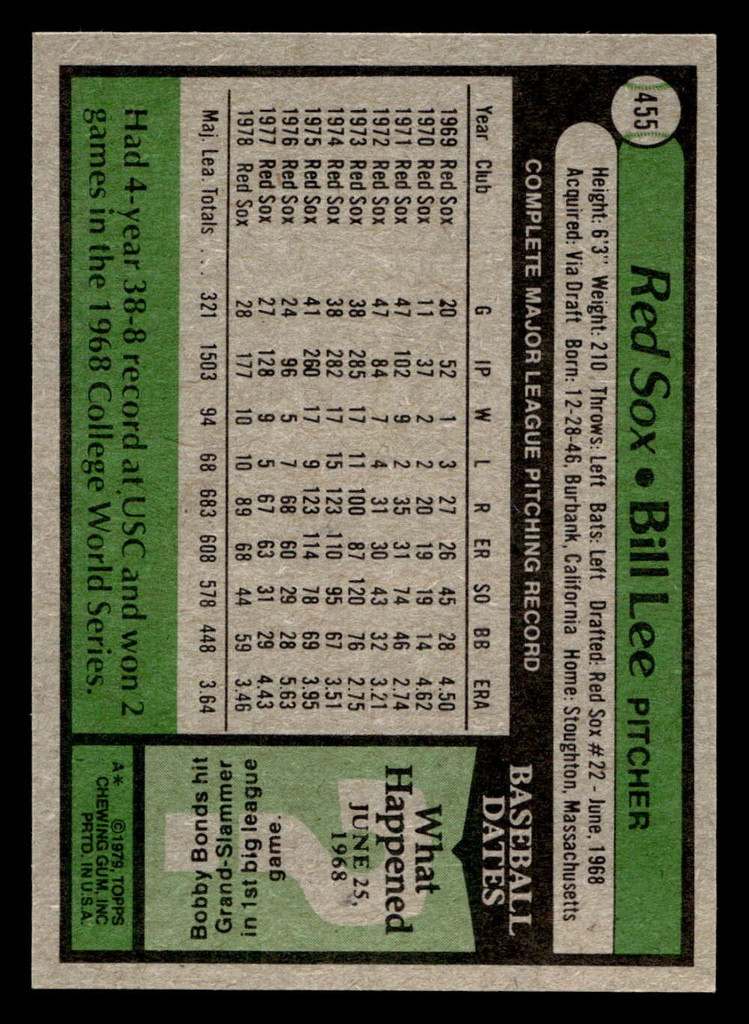 455
Red Sox • Bill Lee PITCHER
Height: 6'3" Weight: 210 Throws: Left Bats: Left Drafted: Red Sox #22 - June, 1968
Acquired: Via Draft Born: 12-28-46, Burbank, California Home: Stoughton, Massachusetts
COMPLETE MAJOR LEAGUE PITCHING RECORD
Year Club G IP W L R ER SO BB ERA
1969 Red Sox 20 52 1 3 27 26 45 28 4.50
1970 Red Sox 11 37 2 2 20 19 19 14 4.62
1971 Red Sox 47 102 9 2 35 31 74 46 2.74
1972 Red Sox 47 84 7 4 31 30 43 32 3.21
1973 Red Sox 38 285 17 11 100 87 120 76 2.75
1974 Red Sox 38 282 17 15 123 110 95 67 3.51
1975 Red Sox 41 260 17 9 123 114 78 69 3.95
1976 Red Sox 24 96 5 7 68 60 29 28 5.63
1977 Red Sox 27 128 9 5 67 63 31 29 4.43
1978 Red Sox 28 177 10 10 89 68 44 59 3.46
Maj. Lea. Totals . . . 321 1503 94 68 683 608 578 448 3.64
Had 4-year 38-8 record at USC and won 2
games in the 1968 College World Series.
BASEBALL
DATES
What
Happened
JUNE 25,
1968
Bobby Bonds hit
Grand-Slammer
in 1st big league
game.
A* ©1979, TOPPS
CHEWING GUM, INC
PRTD. IN U.S.A.